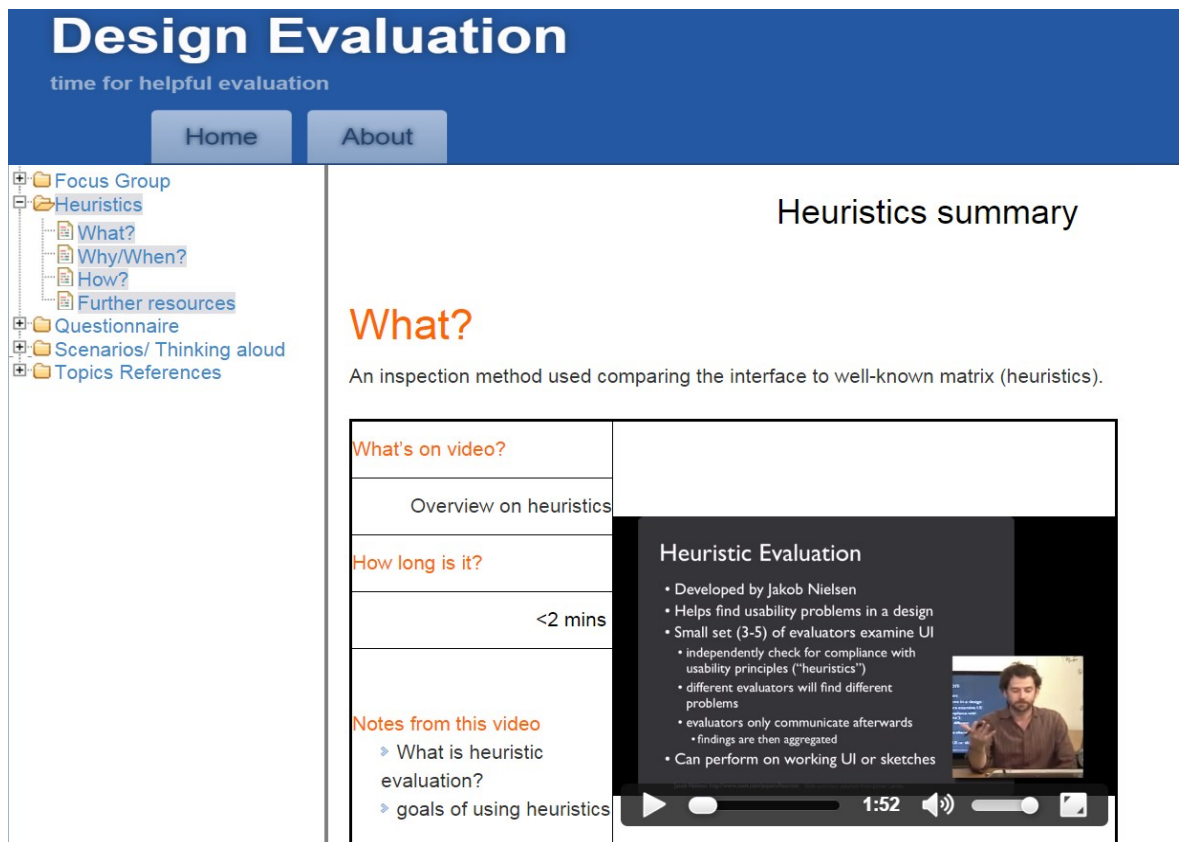 Design Evaluation
time for helpful evaluation
Home
About
Focus Group
Heuristics
What?
Why/When?
How?
Further resources
Questionnaire
Scenarios/ Thinking aloud
Topics References
Heuristics summary
What?
An inspection method used comparing the interface to well-known matrix (heuristics).
What's on video?
Overview on heuristics
How long is it?
<2 mins
Notes from this video
What is heuristic
evaluation?
goals of using heuristics
Heuristic Evaluation
• Developed by Jakob Nielsen
• Helps find usability problems in a design
• Small set (3-5) of evaluators examine UI
• independently check for compliance with
usability principles ("heuristics")
• different evaluators will find different
problems
• evaluators only communicate afterwards
• findings are then aggregated
• Can perform on working UI or sketches
1:52